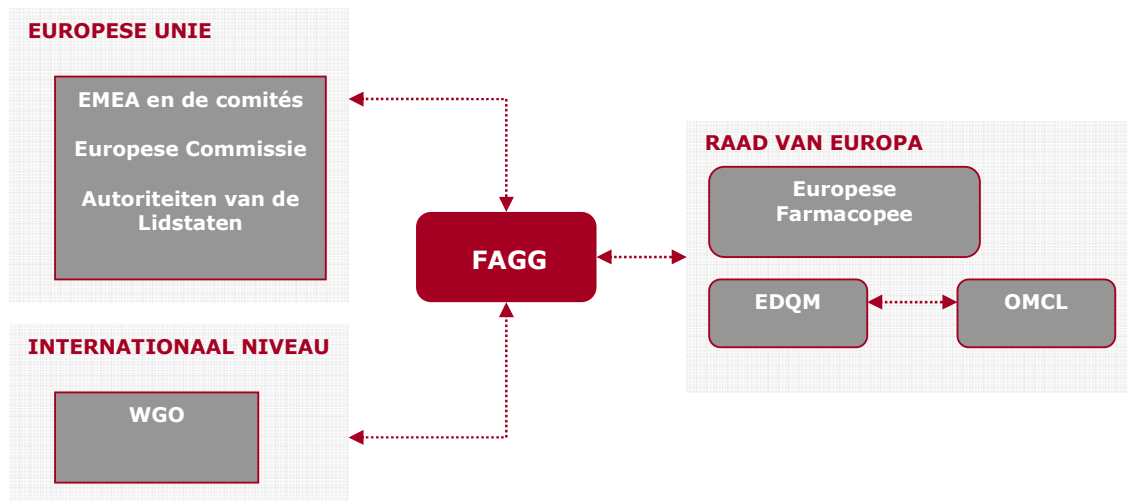 EUROPESE UNIE
EMEA en de comités
Europese Commissie
Autoriteiten van de
Lidstaten
INTERNATIONAAL NIVEAU
WGO
FAGG
RAAD VAN EUROPA
Europese
Farmacopee
EDQM
OMCL